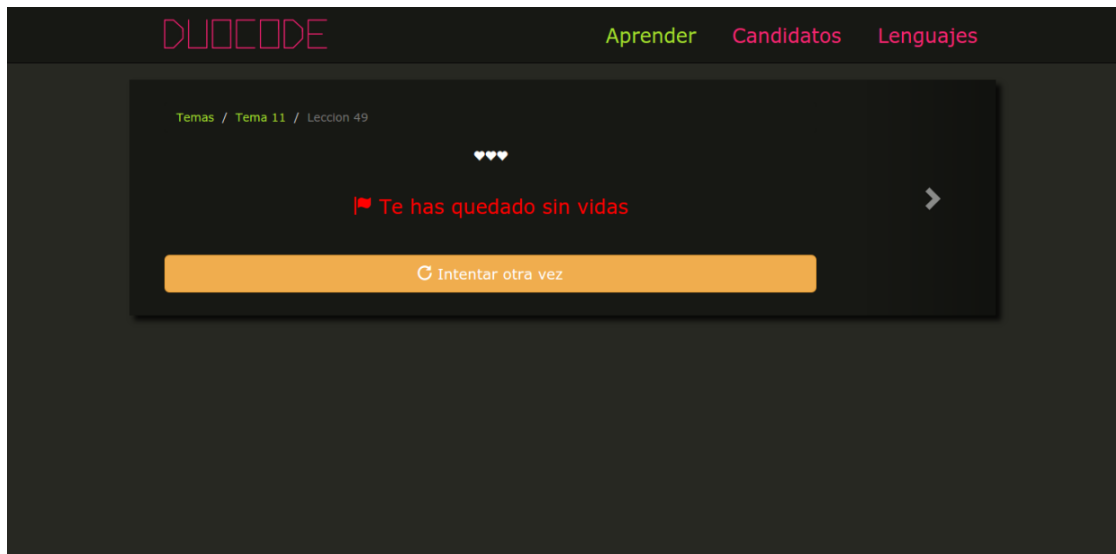 DUOCODE
Aprender Candidatos Lenguajes
Temas / Tema 11 / Leccion 49
Te has quedado sin vidas
Intentar otra vez